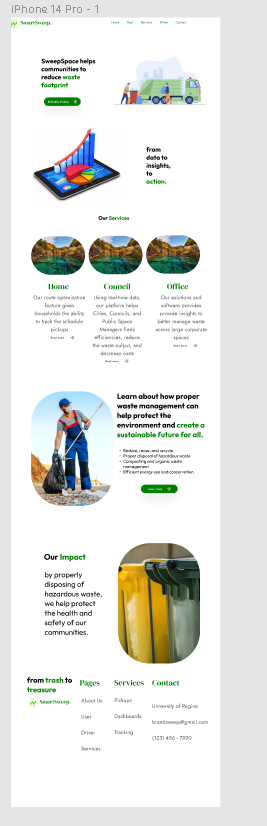 iPhone 14 Pro - 1
SmartSweep.
Home
User
Services
Driver
Contact
SweepSpace helps
communities to
reduce waste
footprint
Schedule Pickup
from
data to
insights,
to
action.
Our Services
Home
Our route optimization
feature gives
households the ability
to track the schedule
pickups.
Read more
Council
Using real-time data,
our platform helps
Cities, Councils, and
Public Space
Managers finds
efficiencies, reduce
the waste output, and
decrease costs
Read more
Office
Our solutions and
software provides
provide insights to
better manage waste
across large corporate
spaces
Read more
Learn about how proper
waste management can
help protect the
environment and create a
sustainable future for all.
- Reduce, reuse, and recycle
- Proper disposal of hazardous waste
- Composting and organic waste
management
- Efficient energy use and conservation
Learn more
Our Impact
by properly
disposing of
hazardous waste,
we help protect
the health and
safety of our
communities.
from trash to
treasure
SmartSweep.
Pages
About Us
User
Driver
Services
Services
Pickups
Dashboards
Tracking
Contact
University of Regina
brandsweep@gmail.com
(123) 456 - 7890